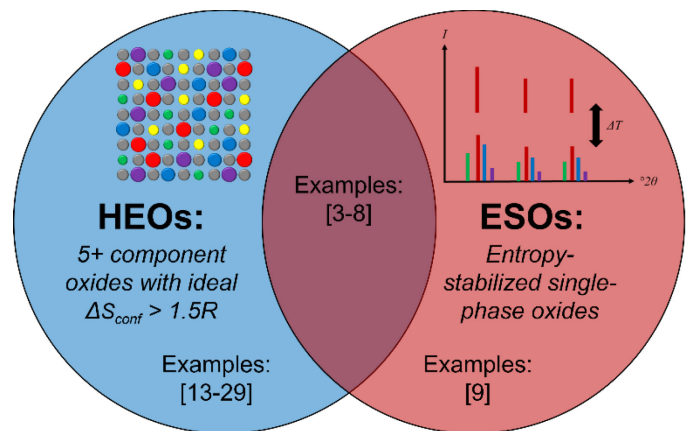 I
ΔT
°2θ
HEOs:
5+ component
oxides with ideal
ΔSconf > 1.5R
Examples:
[13-29]
Examples:
[3-8]
ESOs:
Entropy-
stabilized single-
phase oxides
Examples:
[9]